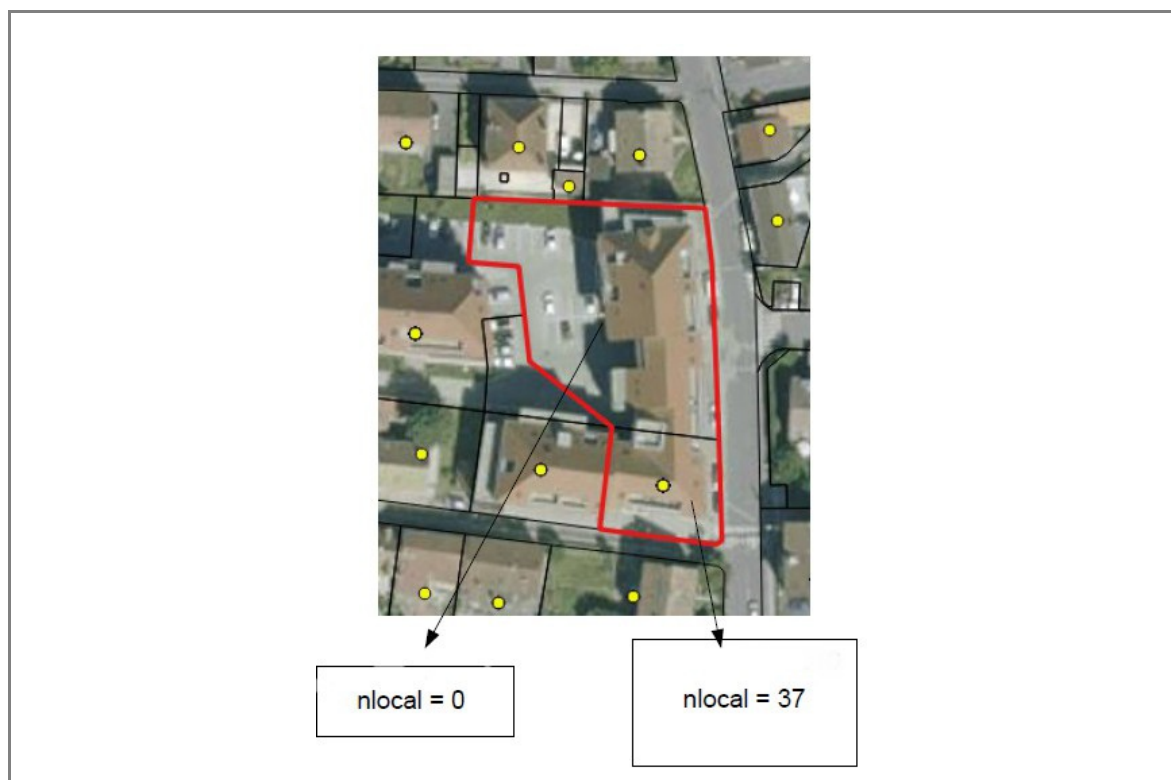 nlocal = 0
nlocal = 37